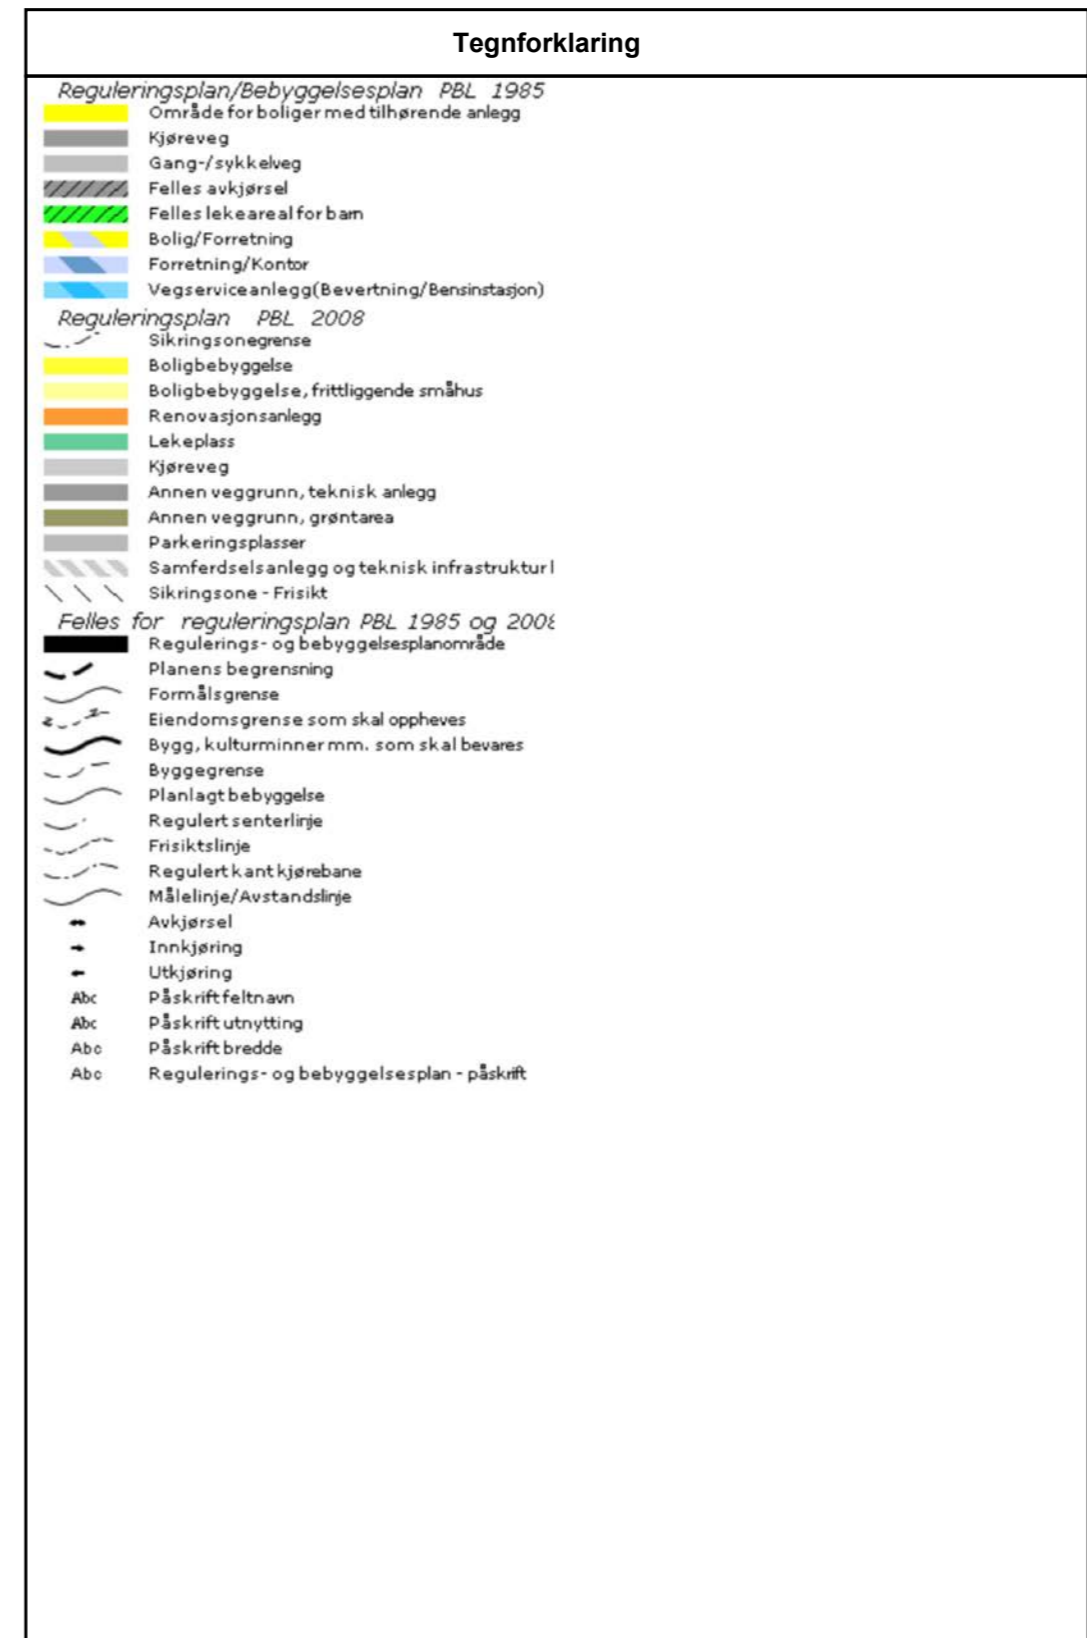 Tegnforklaring
Reguleringsplan/Bebyggelsesplan PBL 1985
Område for boliger med tilhørende anlegg
Kjøreveg
Gang-/sykkelveg
Felles avkjørsel
Felles lekeareal for barn
Bolig/Forretning
Forretning/Kontor
Vegserviceanlegg(Bevertning/Bensinstasjon)
Reguleringsplan PBL 2008
Sikringsonegrense
Boligbebyggelse
Boligbebyggelse, frittliggende småhus
Renovasjonsanlegg
Lekeplass
Kjøreveg
Annen veggrunn, teknisk anlegg
Annen veggrunn, grøntarea
Parkeringsplasser
Samferdselsanlegg og teknisk infrastruktur
Sikringsone - Frisikt
Felles for reguleringsplan PBL 1985 og 2008
Regulerings- og bebyggelsesplanområde
Planens begrensning
Formålsgrense
Eiendomsgrense som skal oppheves
Bygg, kulturminner mm. som skal bevares
Byggegrense
Planlagt bebyggelse
Regulert senterlinje
Frisiktslinje
Regulert kant kjørebane
Målelinje/Avstandslinje
Avkjørsel
Innkjøring
Utkjøring
Abc Påskrift feltnavn
Abc Påskrift utnytting
Abc Påskrift bredde
Abc Regulerings- og bebyggelsesplan - påskrift